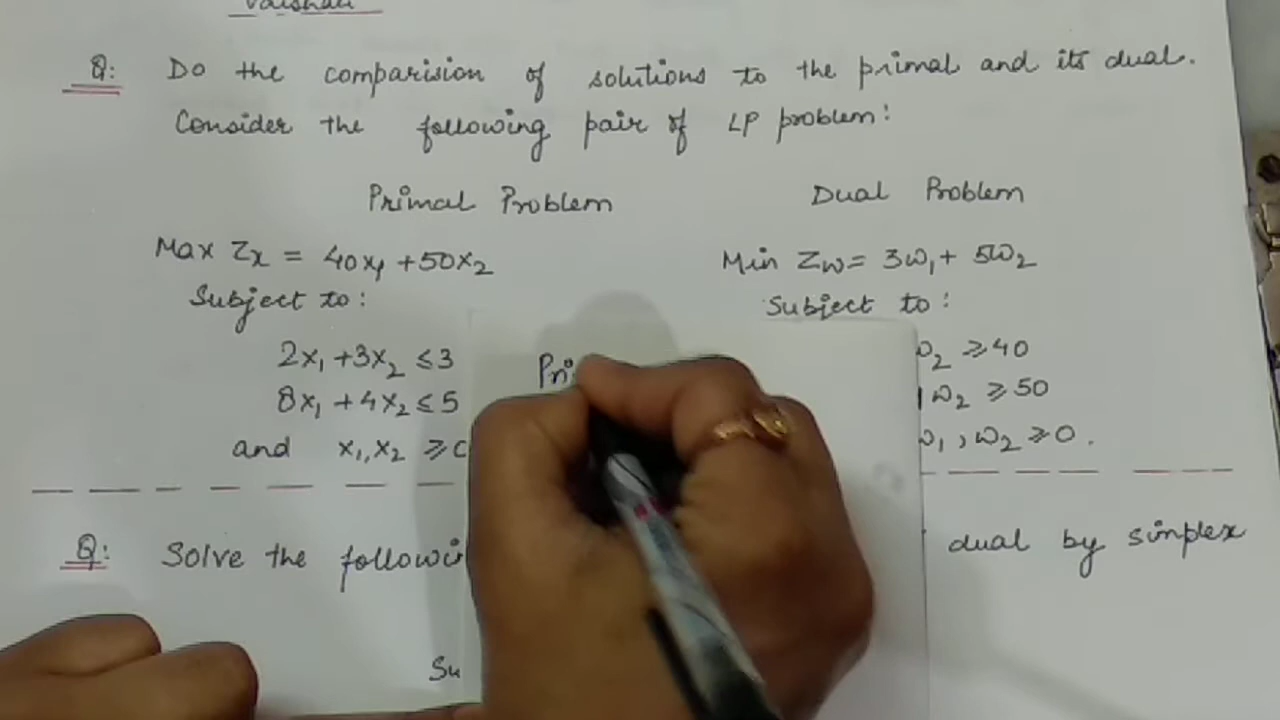 Q: Do the comparision of solutions to the primal and its dual.
Consider the following pair of LP problem:
Primal Problem
Max Zx = 40x1 + 50x2
Subject to:
2x1 + 3x2 ≤ 3
8x1 + 4x2 ≤ 5
and x1, x2 ≥
Dual Problem
Min Zw = 3w1 + 5w2
Subject to:
w2 ≥ 40
w2 ≥ 50
w1, w2 ≥ 0.
Pri
Q: Solve the followi dual by simplex
Su